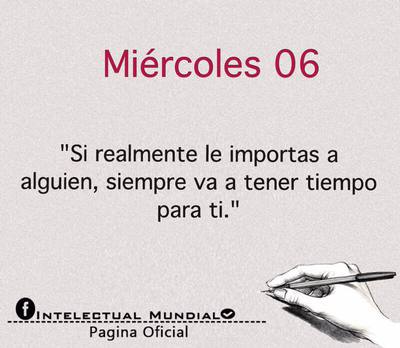 Miércoles 06
"Si realmente le importas a
alguien, siempre va a tener tiempo
para ti."
f INTELECTUAL MUNDIAL
Pagina Oficial